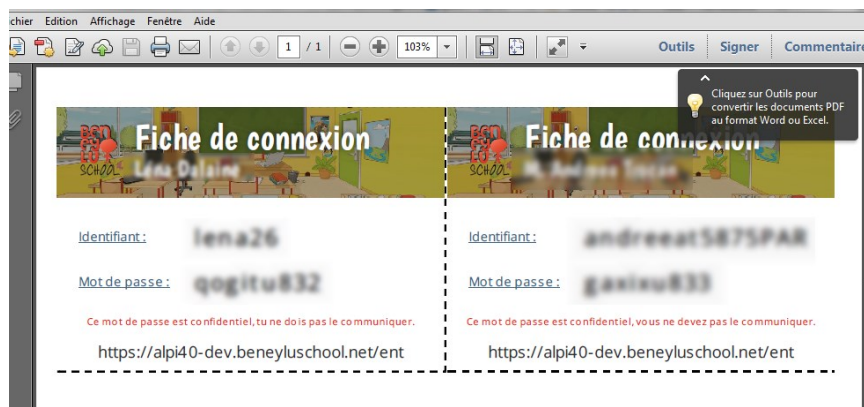 chier Edition Affichage Fenêtre Aide
1 / 1 103% Outils Signer Commentaire
Cliquez sur Outils pour
convertir les documents PDF
au format Word ou Excel.
Fiche de connexion
SCHOOL
Identifiant :
Mot de passe :
Ce mot de passe est confidentiel, tu ne dois pas le communiquer.
https://alpi40-dev.beneyluschool.net/ent
Fiche de connexion
SCHOOL
Identifiant :
Mot de passe :
Ce mot de passe est confidentiel, vous ne devez pas le communiquer.
https://alpi40-dev.beneyluschool.net/ent